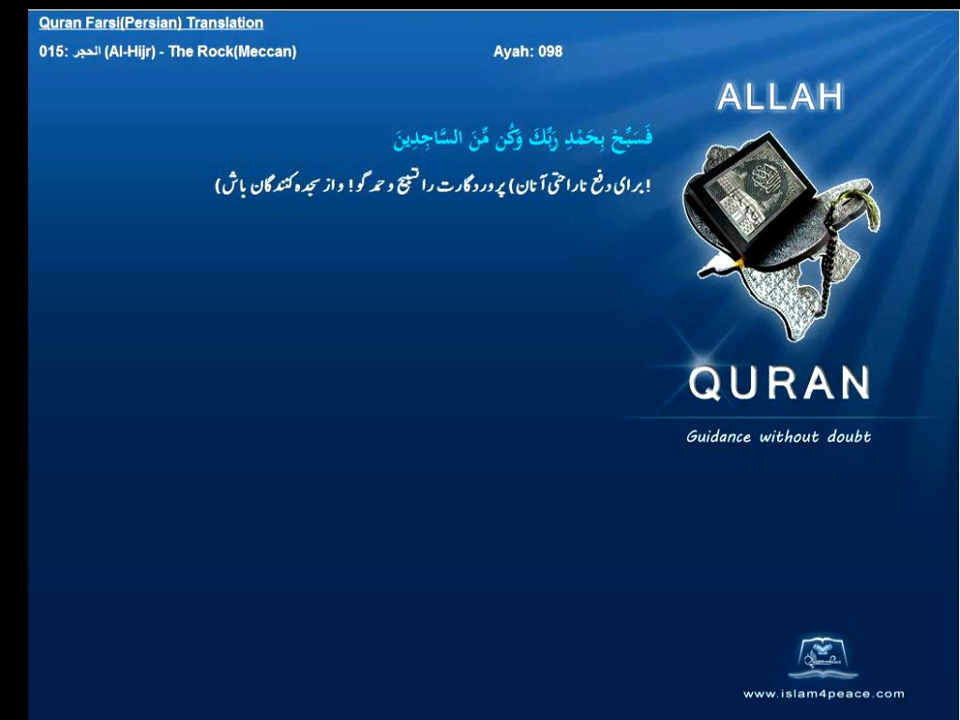 Quran Farsi(Persian) Translation
015: الحجر (Al-Hijr) - The Rock(Meccan)
Ayah: 098
ALLAH
فَسَبِّحْ بِحَمْدِ رَبِّكَ وَكُن مِّنَ السَّاجِدِينَ
! برای دفع ناراحتی آنان) پروردگارت را تسبیح و حمد گو! و از سجده کنندگان باش)
QURAN
Guidance without doubt
www.islam4peace.com